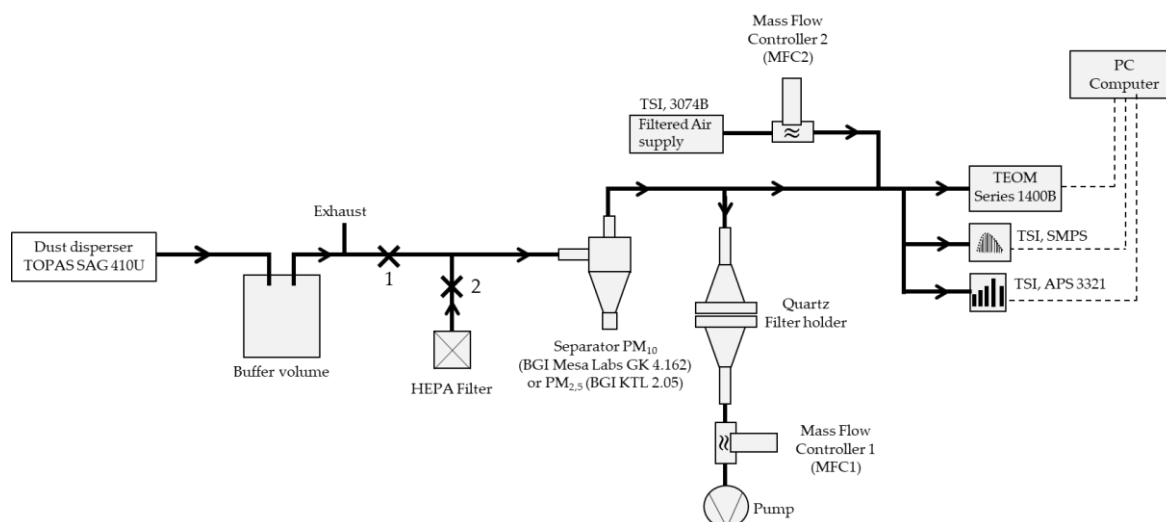 Mass Flow
Controller 2
(MFC2)
PC
Computer
TSI, 3074B
Filtered Air
supply
TEOM
Series 1400B
Exhaust
Dust disperser
TOPAS SAG 410U
TSI, SMPS
1
2
TSI, APS 3321
Quartz
Filter holder
Buffer volume
HEPA Filter
Separator PM₁₀
(BGI Mesa Labs GK 4.162)
or PM₂,₅ (BGI KTL 2.05)
Mass Flow
Controller 1
(MFC1)
Pump